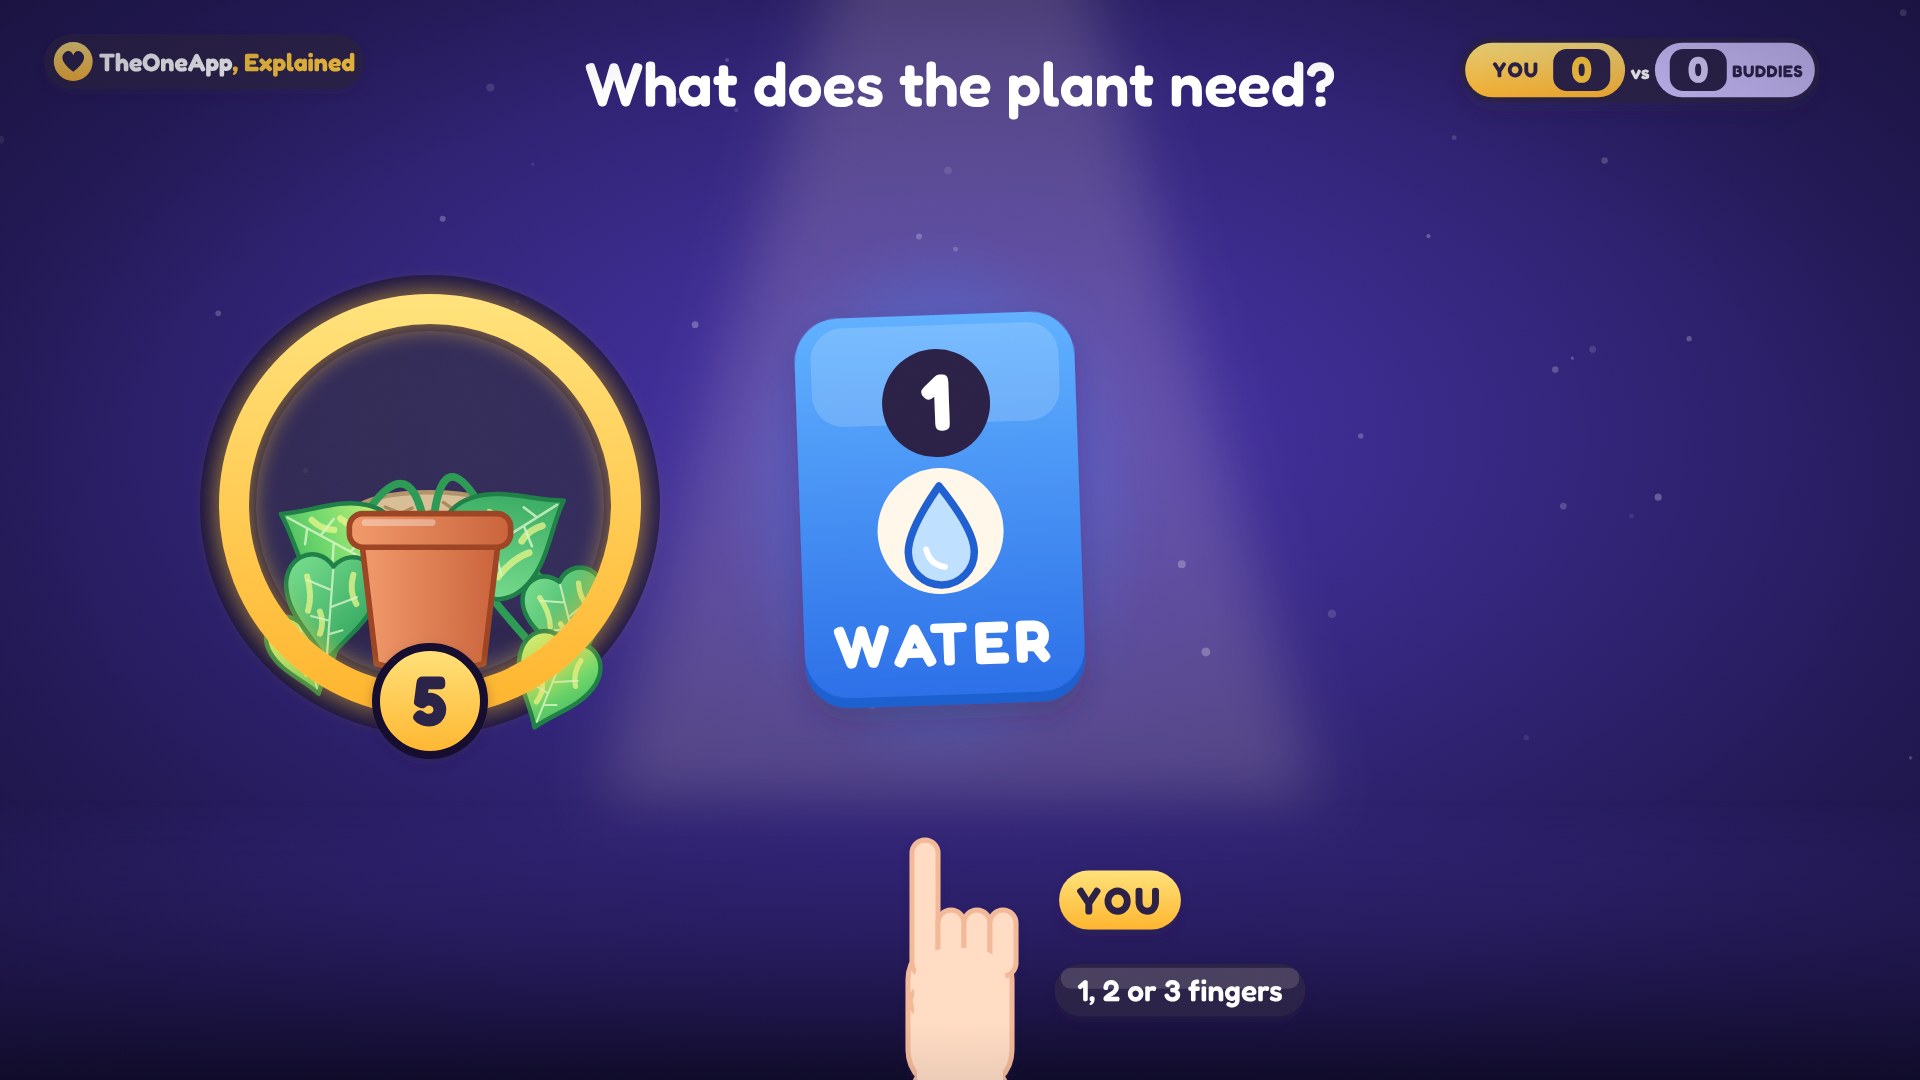 TheOneApp, Explained
What does the plant need?
YOU 0 vs 0 BUDDIES
1
WATER
5
YOU
1, 2 or 3 fingers